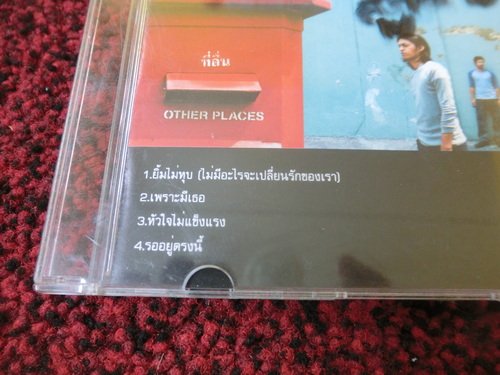 ที่อื่น
OTHER PLACES
1.ยิ้มไม่หุบ (ไม่มีอะไรจะเปลี่ยนรักของเรา)
2.เพราะมีเธอ
3.หัวใจไม่แข็งแรง
4.รออยู่ตรงนี้